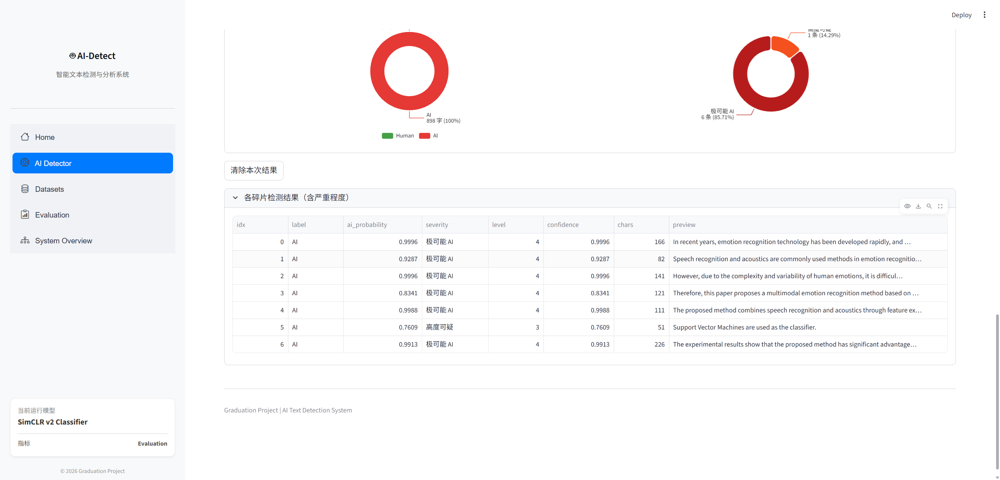 Deploy
AI-Detect
智能文本检测与分析系统
Home
AI Detector
Datasets
Evaluation
System Overview
当前运行模型
SimCLR v2 Classifier
指标 Evaluation
© 2026 Graduation Project
AI
898 字 (100%)
Human AI
高度可疑
1 条 (14.29%)
极可能 AI
6 条 (85.71%)
清除本次结果
各碎片检测结果（含严重程度）
idx label ai_probability severity level confidence chars preview
0 AI 0.9996 极可能 AI 4 0.9996 166 In recent years, emotion recognition technology has been developed rapidly, and …
1 AI 0.9287 极可能 AI 4 0.9287 82 Speech recognition and acoustics are commonly used methods in emotion recognitio…
2 AI 0.9996 极可能 AI 4 0.9996 141 However, due to the complexity and variability of human emotions, it is difficul…
3 AI 0.8341 极可能 AI 4 0.8341 121 Therefore, this paper proposes a multimodal emotion recognition method based on …
4 AI 0.9988 极可能 AI 4 0.9988 111 The proposed method combines speech recognition and acoustics through feature ex…
5 AI 0.7609 高度可疑 3 0.7609 51 Support Vector Machines are used as the classifier.
6 AI 0.9913 极可能 AI 4 0.9913 226 The experimental results show that the proposed method has significant advantage…
Graduation Project | AI Text Detection System